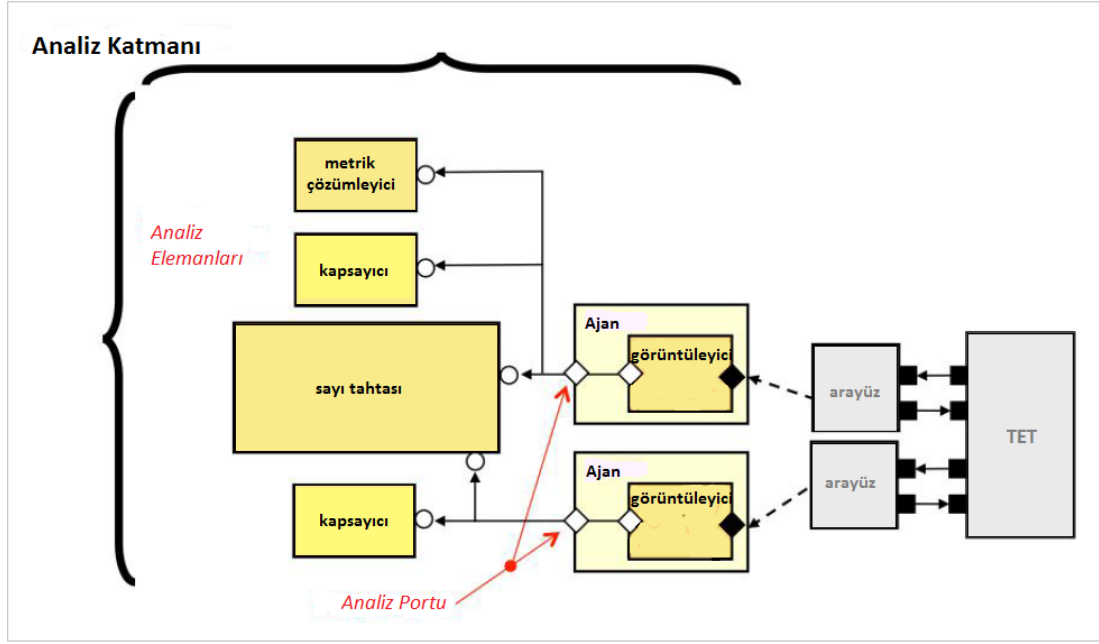 Analiz Katmanı
metrik
çözümleyici
Analiz
Elemanları
kapsayıcı
Ajan
görüntüleyici
sayı tahtası
arayüz
TET
Ajan
görüntüleyici
arayüz
kapsayıcı
Analiz Portu